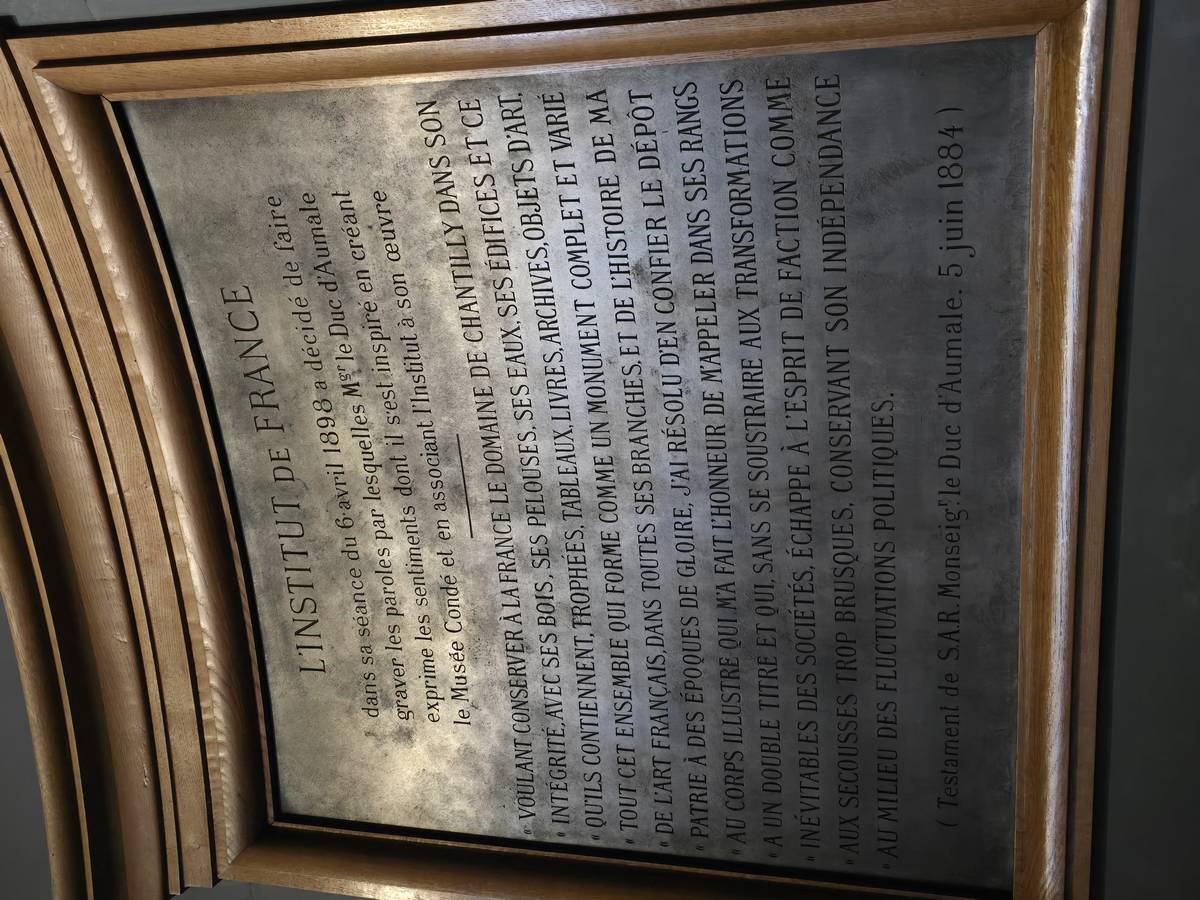 L'INSTITUT DE FRANCE
dans sa séance du 6 avril 1898 a décidé de faire
graver les paroles par lesquelles Mgr le Duc d'Aumale
exprime les sentiments dont il s'est inspiré en créant
le Musée Condé et en associant l'Institut à son œuvre
« VOULANT CONSERVER À LA FRANCE LE DOMAINE DE CHANTILLY DANS SON
« INTÉGRITÉ, AVEC SES BOIS, SES PELOUSES, SES EAUX, SES ÉDIFICES ET CE
« QU'ILS CONTIENNENT, TROPHÉES, TABLEAUX, LIVRES, ARCHIVES, OBJETS D'ART,
« TOUT CET ENSEMBLE QUI FORME COMME UN MONUMENT COMPLET ET VARIÉ
« DE L'ART FRANÇAIS, DANS TOUTES SES BRANCHES, ET DE L'HISTOIRE DE MA
« PATRIE À DES ÉPOQUES DE GLOIRE, J'AI RÉSOLU D'EN CONFIER LE DÉPÔT
« AU CORPS ILLUSTRE QUI M'A FAIT L'HONNEUR DE M'APPELER DANS SES RANGS
« A UN DOUBLE TITRE ET QUI, SANS SE SOUSTRAIRE AUX TRANSFORMATIONS
« INÉVITABLES DES SOCIÉTÉS, ÉCHAPPE À L'ESPRIT DE FACTION COMME
« AUX SECOUSSES TROP BRUSQUES, CONSERVANT SON INDÉPENDANCE
« AU MILIEU DES FLUCTUATIONS POLITIQUES.
( Testament de S.A.R. Monseigr. le Duc d'Aumale. 5 juin 1884 )